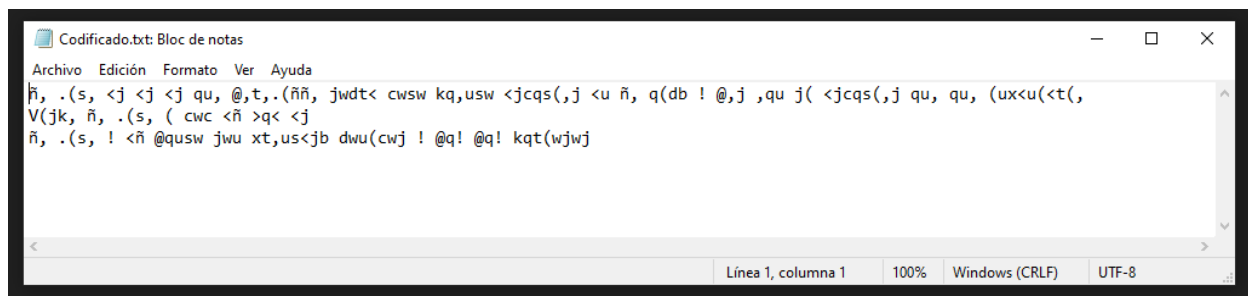 Codificado.txt: Bloc de notas
Archivo Edición Formato Ver Ayuda
ñ, .(s, <j <j <j qu, @,t,.(ññ, jwdt< cwsw kq,usw <jcqs(,j <u ñ, q(db ! @,j ,qu j( <jcqs(,j qu, qu, (ux<u(<t(,
V(jk, ñ, .(s, ( cwc <ñ >q< <j
ñ, .(s, ! <ñ @qusw jwu xt,us<jb dwu(cwj ! @q! @q! kqt(wjwj
Línea 1, columna 1 100% Windows (CRLF) UTF-8